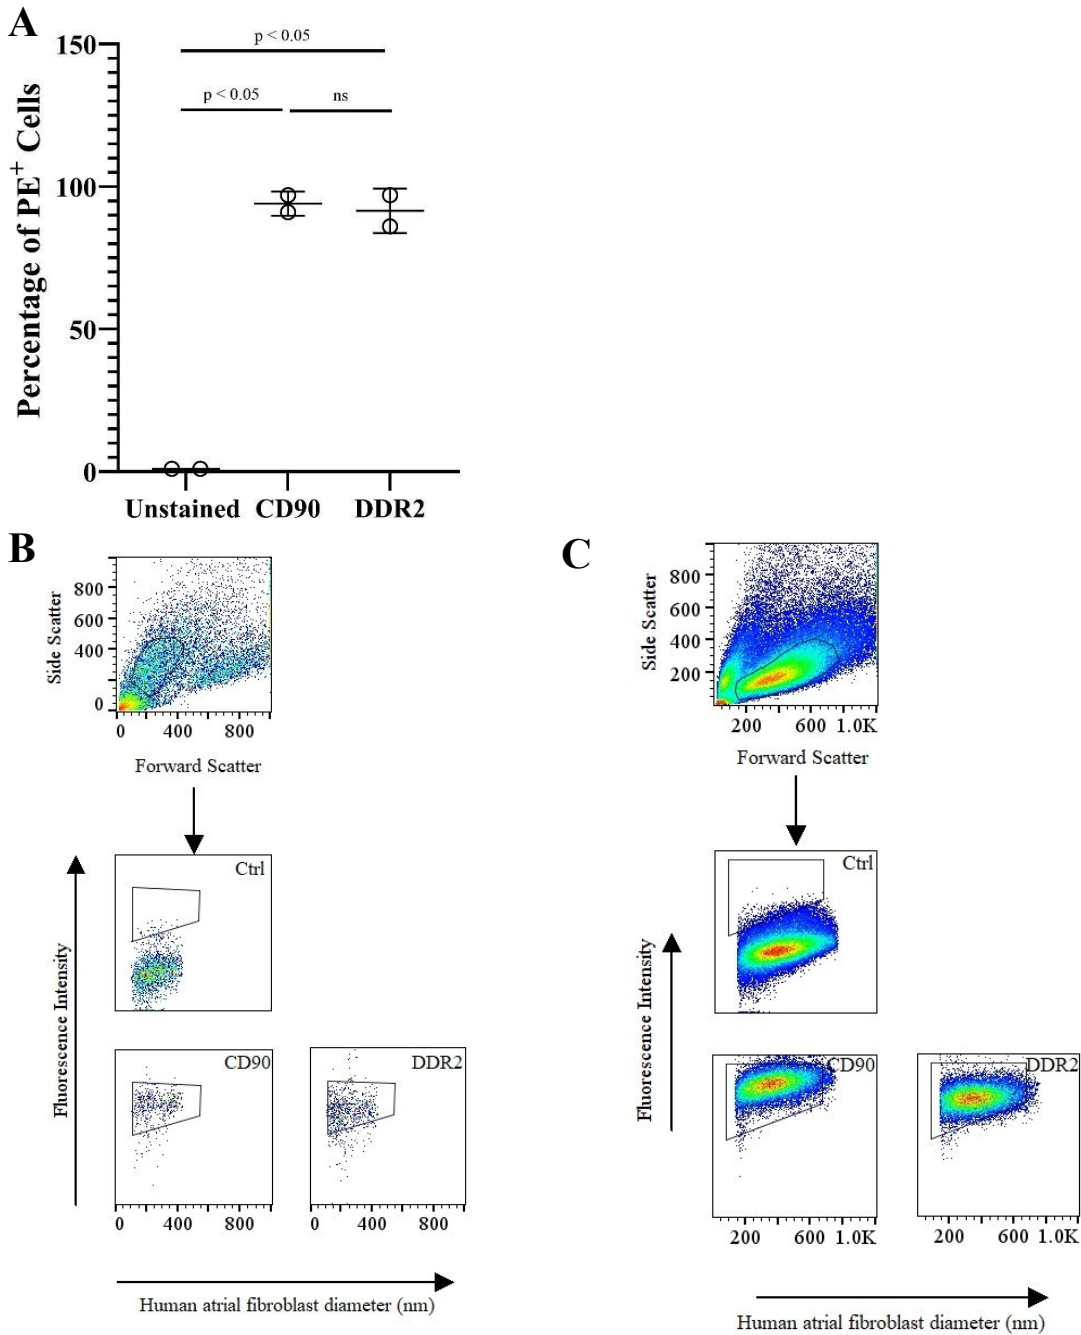 A
150
100
50
0
Percentage of PE+ Cells
p < 0.05
p < 0.05
ns
Unstained CD90 DDR2
B
Side Scatter
800
600
400
0
0 400 800
Forward Scatter
Fluorescence Intensity
Ctrl
CD90
DDR2
0 400 800
0 400 800
Human atrial fibroblast diameter (nm)
C
Side Scatter
800
600
400
200
200 600 1.0K
Forward Scatter
Fluorescence Intensity
Ctrl
CD90
DDR2
200 600 1.0K
200 600 1.0K
Human atrial fibroblast diameter (nm)